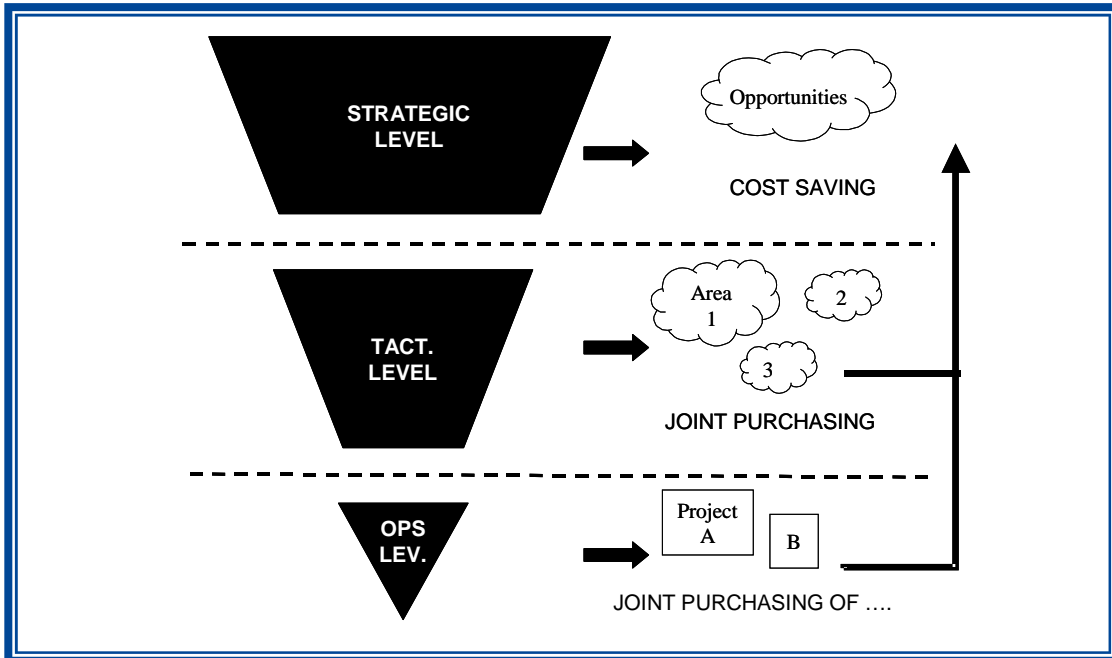 STRATEGIC
LEVEL
Opportunities
COST SAVING
TACT.
LEVEL
Area
1
2
3
JOINT PURCHASING
OPS
LEV.
Project
A
B
JOINT PURCHASING OF ....